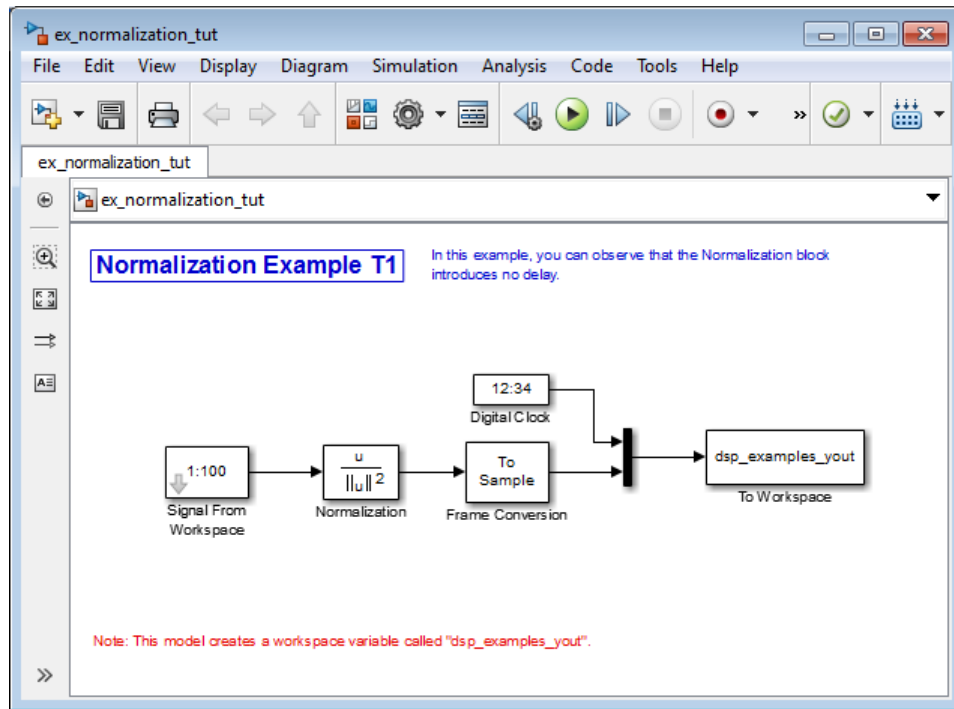 ex_normalization_tut
File Edit View Display Diagram Simulation Analysis Code Tools Help
»
ex_normalization_tut
ex_normalization_tut
Normalization Example T1
In this example, you can observe that the Normalization block
introduces no delay.
12:34
Digital Clock
1:100
Signal From
Workspace
u
||u||2
Normalization
To
Sample
Frame Conversion
dsp_examples_yout
To Workspace
A
Note: This model creates a workspace variable called "dsp_examples_yout".
»